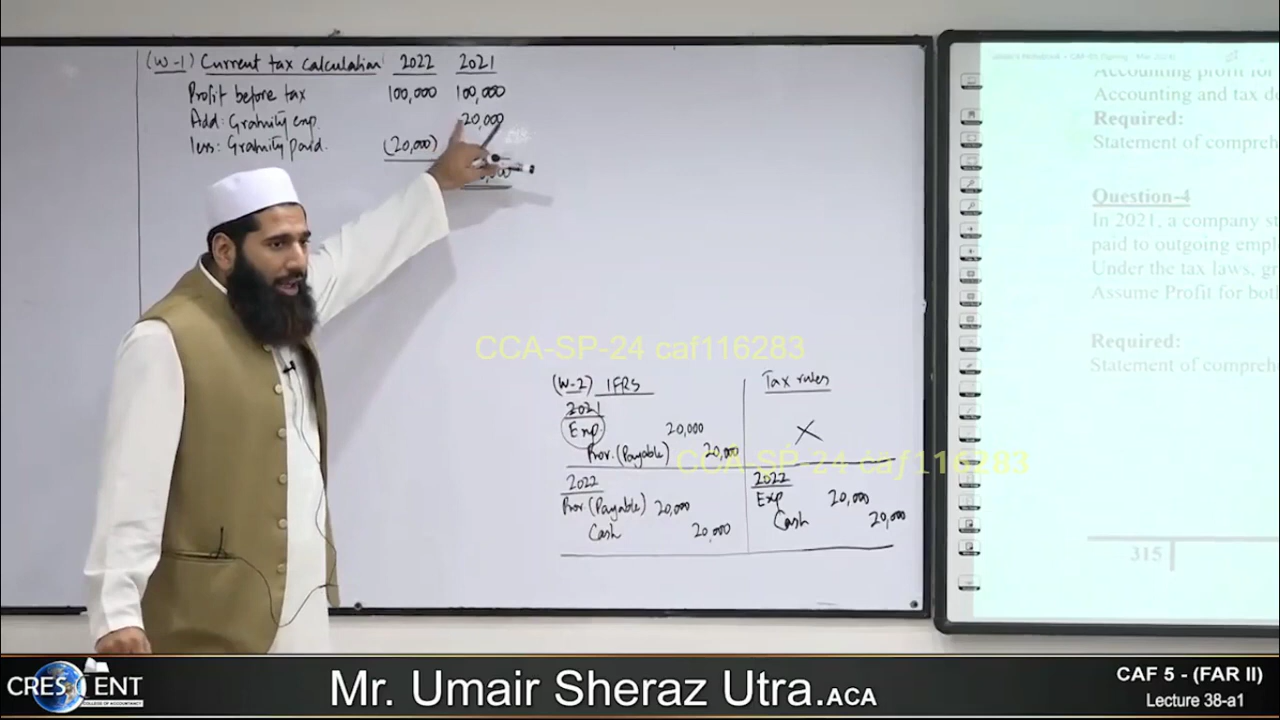 (W-1) Current tax calculation 2022 2021
Profit before tax 100,000 100,000
Add: Gratuity exp. 20,000
less: Gratuity paid. (20,000)
CCA-SP-24 caf116283
(W-2) IFRS
2021
Exp 20,000
Prov. (Payable) 20,000
2022
Prov. (Payable) 20,000
Cash 20,000
Tax rules
X
2022
Exp 20,000
Cash 20,000
CCA-SP-24 caf116283
Accounting profit for
Accounting and tax de
Required:
Statement of compreh
Question-4
In 2021, a company st
paid to outgoing empl
Under the tax laws, gr
Assume Profit for both
Required:
Statement of compreh
315
CRESCENT
COLLEGE OF ACCOUNTANCY
Mr. Umair Sheraz Utra.ACA
CAF 5 - (FAR II)
Lecture 38-a1